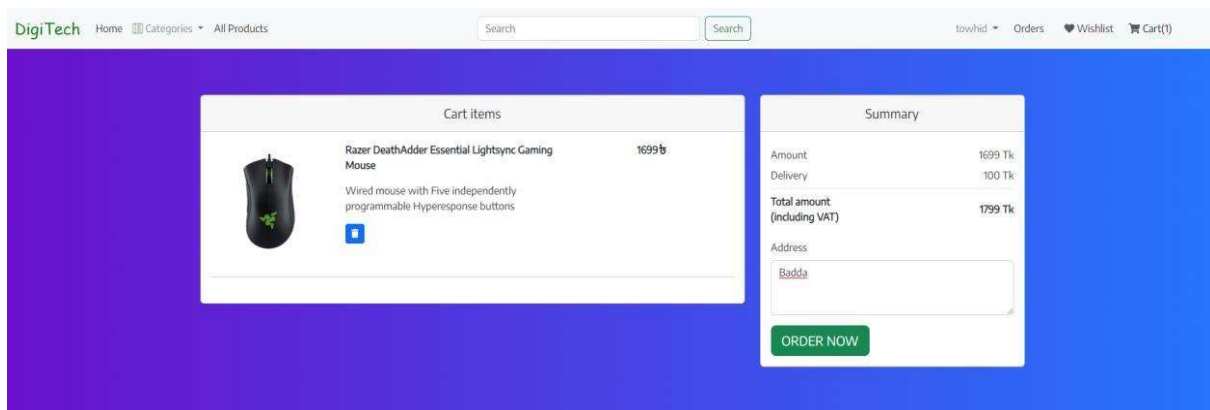 DigiTech Home Categories All Products Search Search towhid Orders Wishlist Cart(1)
Cart items
Razer DeathAdder Essential Lightsync Gaming
Mouse
1699৳
Wired mouse with Five independently
programmable Hyperesponse buttons
Summary
Amount 1699 Tk
Delivery 100 Tk
Total amount
(including VAT) 1799 Tk
Address
Badda
ORDER NOW